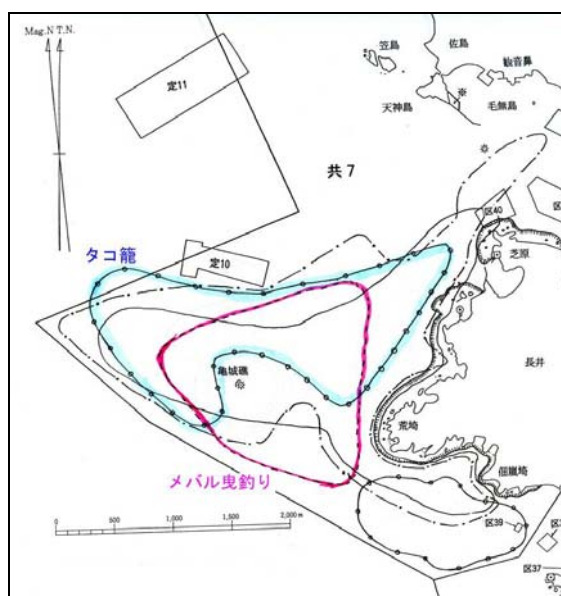 Mag.N T.N.
笠島
佐島
観音鼻
定11
天神島
毛無島
共7
区40
芝原
タコ籠
定10
長井
亀城礁
荒埼
佃嵐埼
メバル曳釣り
0 500 1,000 1,500 2,000 m
区39
区37